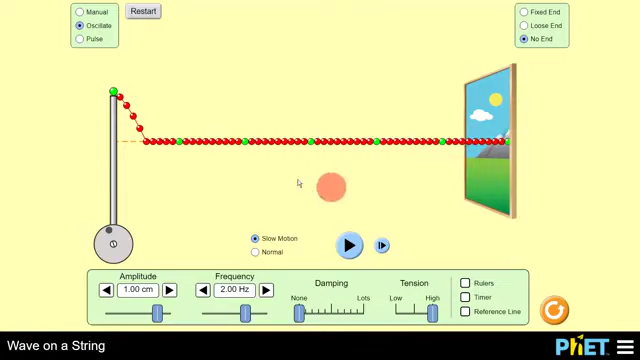 Manual
Oscillate
Pulse
Restart
Fixed End
Loose End
No End
Slow Motion
Normal
Amplitude
1.00 cm
Frequency
2.00 Hz
Damping
None
Lots
Tension
Low
High
Rulers
Timer
Reference Line
Wave on a String
PhET